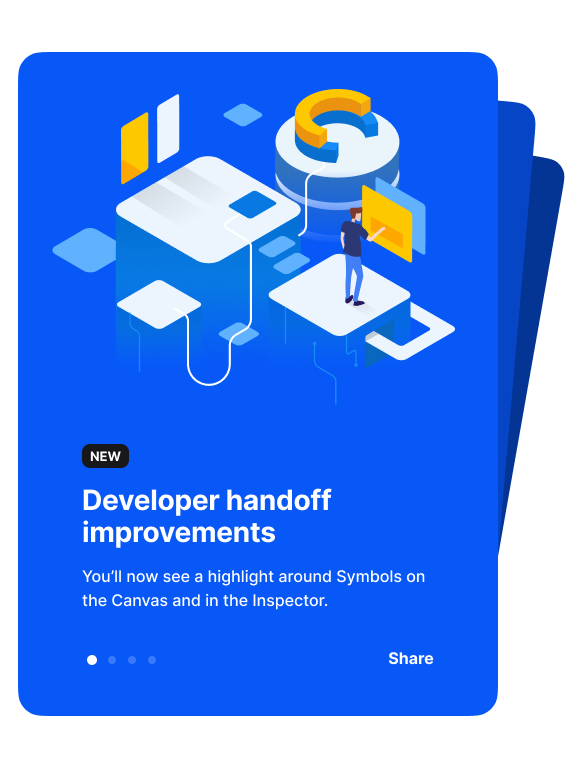 NEW
Developer handoff
improvements
You'll now see a highlight around Symbols on
the Canvas and in the Inspector.
Share